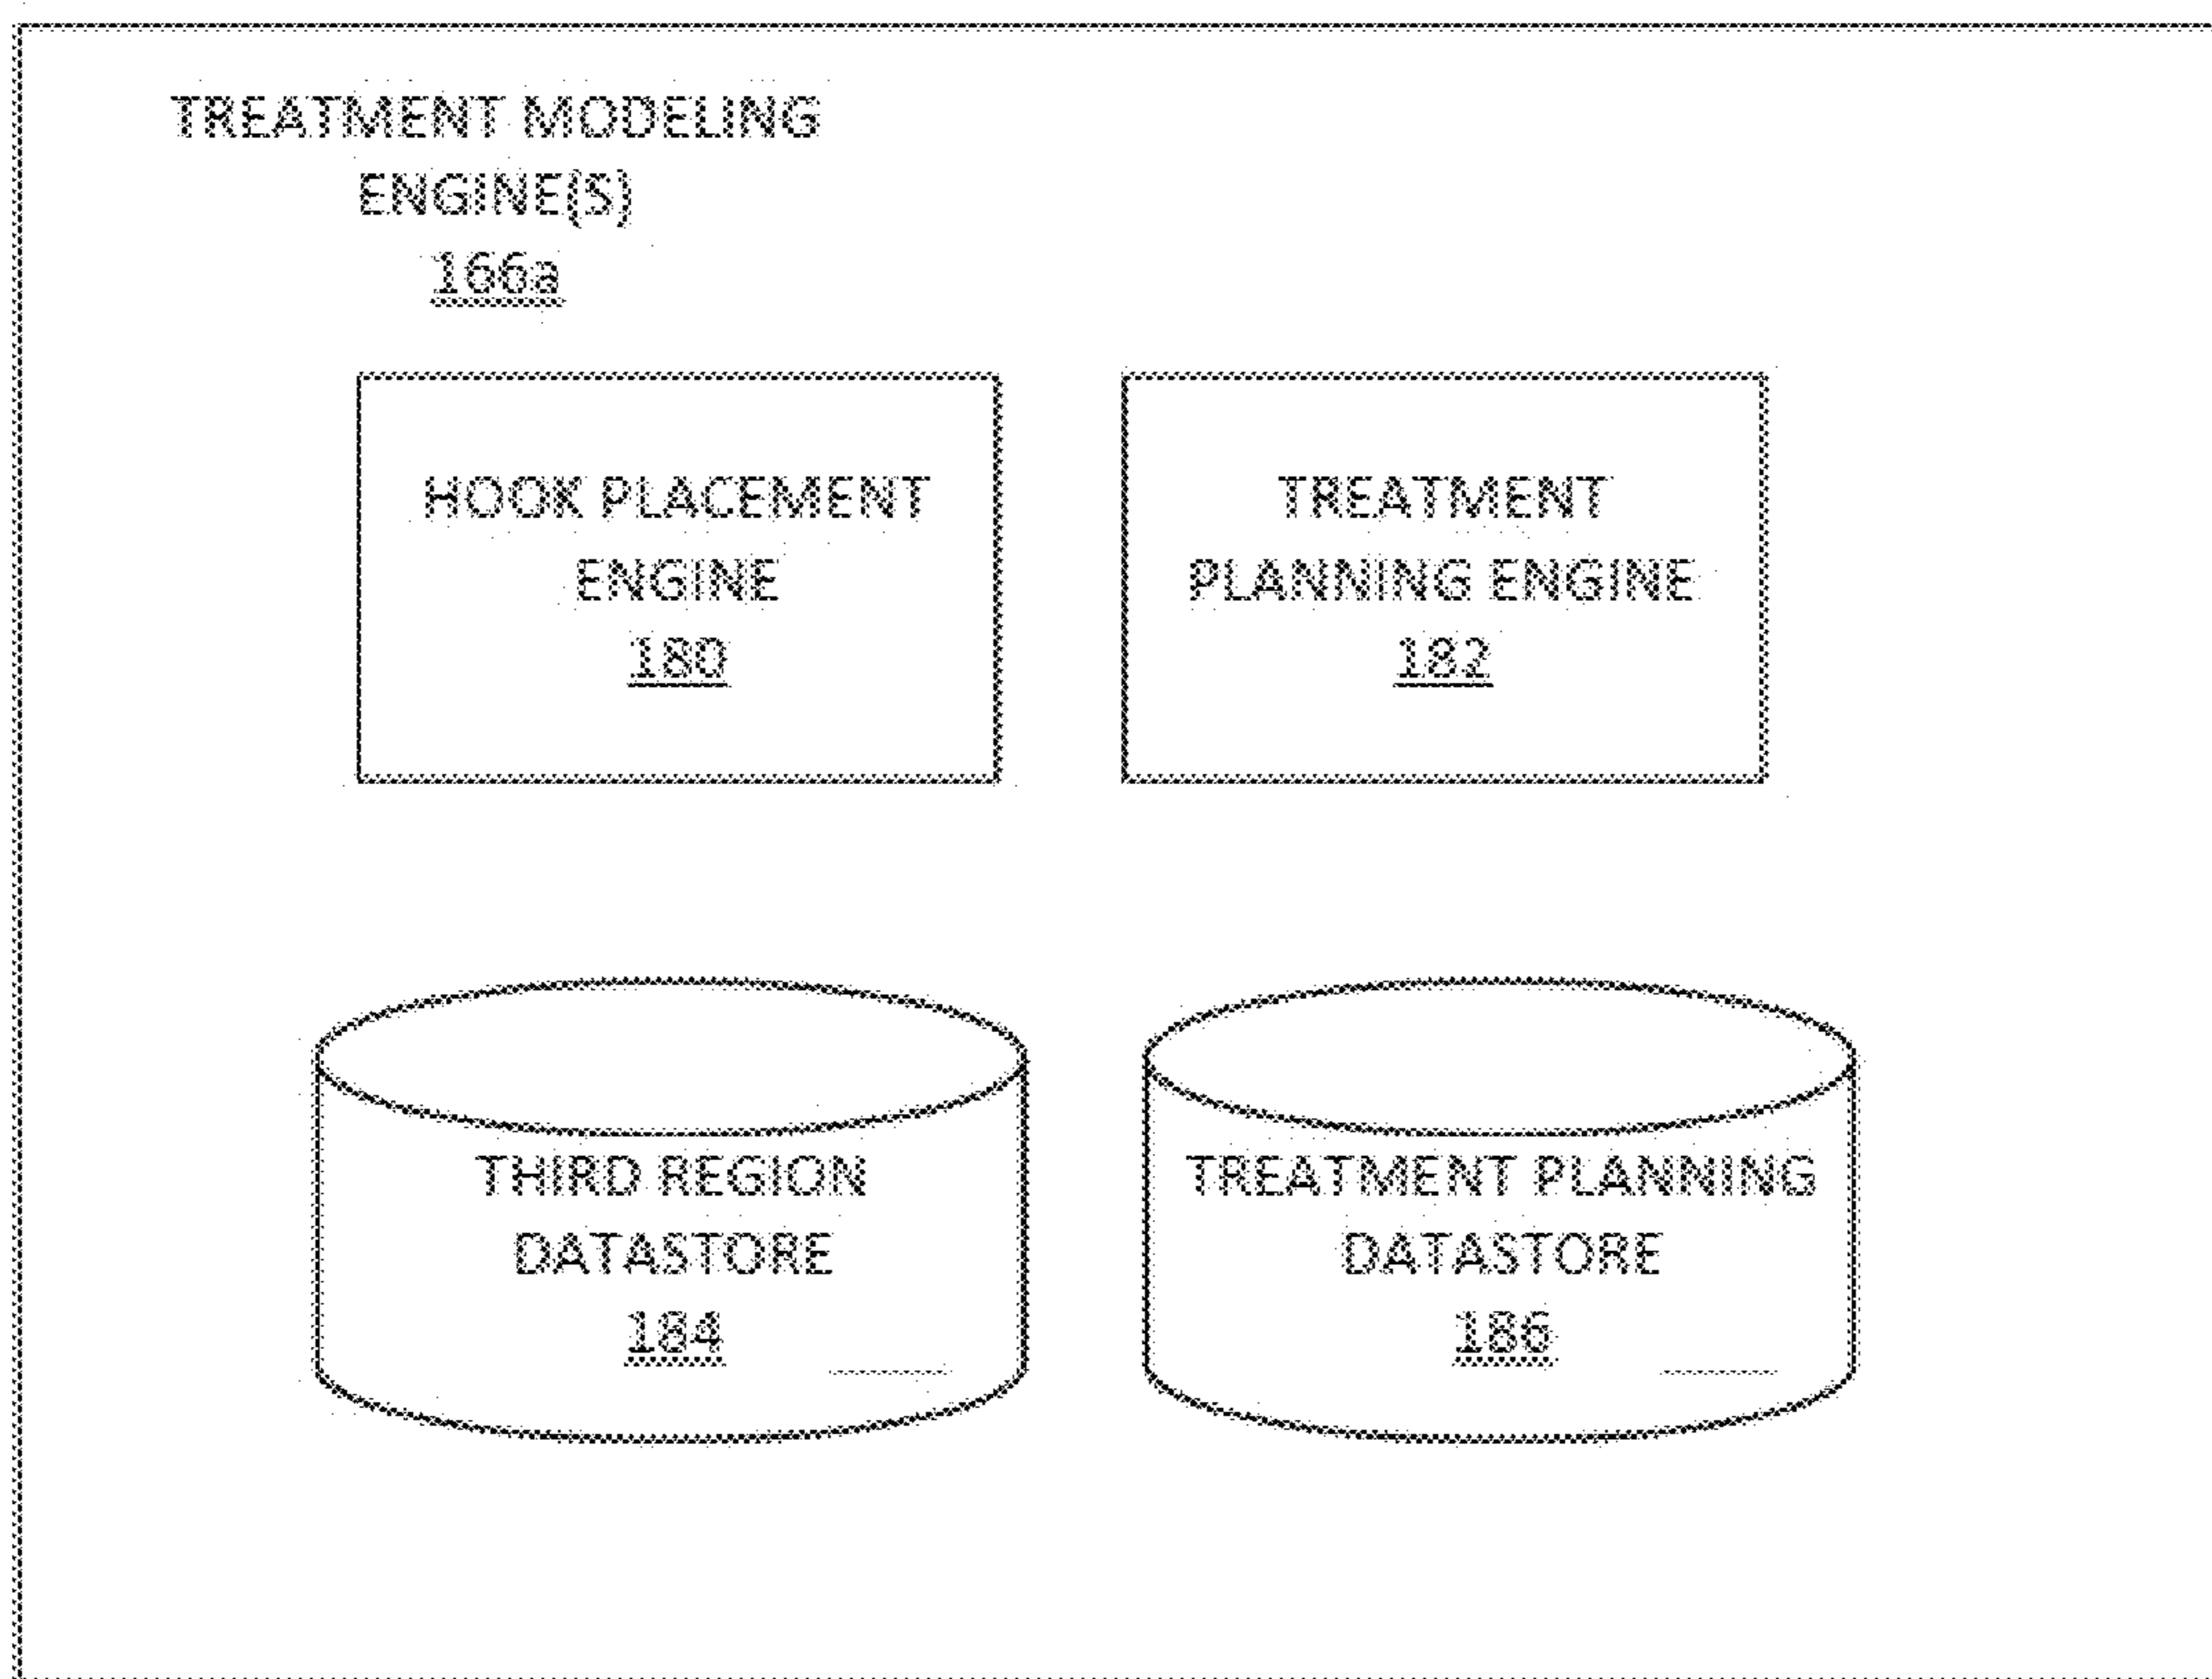 TREATMENT MODELING
ENGINE(S)
166a
HOOK PLACEMENT
ENGINE
180
TREATMENT
PLANNING ENGINE
182
THIRD REGION
DATASTORE
184
TREATMENT PLANNING
DATASTORE
186